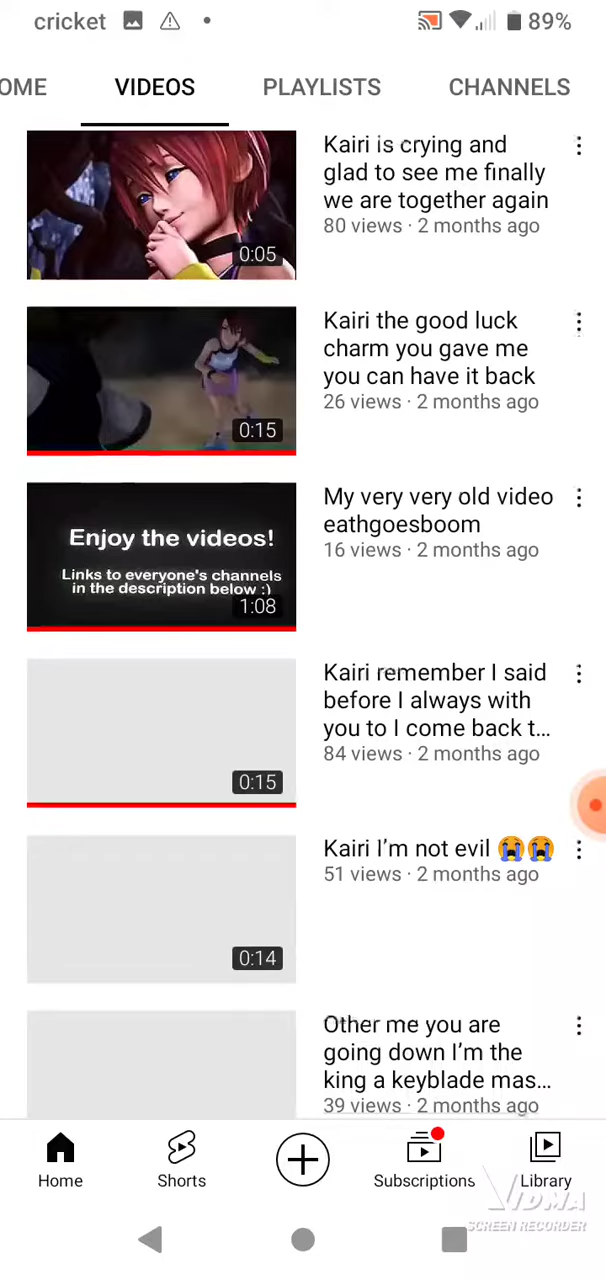 cricket 89%
OME VIDEOS PLAYLISTS CHANNELS
Kairi is crying and
glad to see me finally
we are together again
80 views · 2 months ago
0:05
Kairi the good luck
charm you gave me
you can have it back
26 views · 2 months ago
0:15
My very very old video
eathgoesboom
16 views · 2 months ago
Enjoy the videos!
Links to everyone's channels
in the description below :)
1:08
Kairi remember I said
before I always with
you to I come back t...
84 views · 2 months ago
0:15
Kairi I'm not evil 😭😭
51 views · 2 months ago
0:14
Other me you are
going down I'm the
king a keyblade mas...
39 views · 2 months ago
Home Shorts Subscriptions Library
VIDMA
SCREEN RECORDER